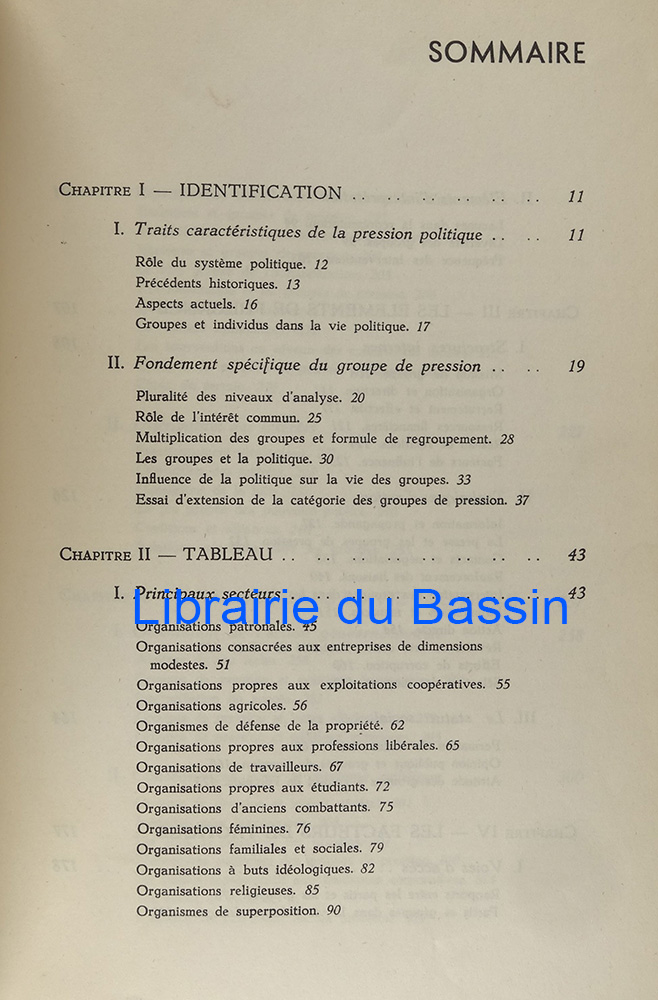 SOMMAIRE
CHAPITRE I — IDENTIFICATION .. .. .. .. .. .. .. 11
I. Traits caractéristiques de la pression politique .. .. 11
Rôle du système politique. 12
Précédents historiques. 13
Aspects actuels. 16
Groupes et individus dans la vie politique. 17
II. Fondement spécifique du groupe de pression .. .. 19
Pluralité des niveaux d'analyse. 20
Rôle de l'intérêt commun. 25
Multiplication des groupes et formule de regroupement. 28
Les groupes et la politique. 30
Influence de la politique sur la vie des groupes. 33
Essai d'extension de la catégorie des groupes de pression. 37
CHAPITRE II — TABLEAU .. .. .. .. .. .. .. .. .. 43
I. Principaux secteurs .. .. .. .. .. .. .. .. .. 43
Librairie du Bassin
Organisations patronales. 45
Organisations consacrées aux entreprises de dimensions
modestes. 51
Organisations propres aux exploitations coopératives. 55
Organisations agricoles. 56
Organismes de défense de la propriété. 62
Organisations propres aux professions libérales. 65
Organisations de travailleurs. 67
Organisations propres aux étudiants. 72
Organisations d'anciens combattants. 75
Organisations féminines. 76
Organisations familiales et sociales. 79
Organisations à buts idéologiques. 82
Organisations religieuses. 85
Organismes de superposition. 90